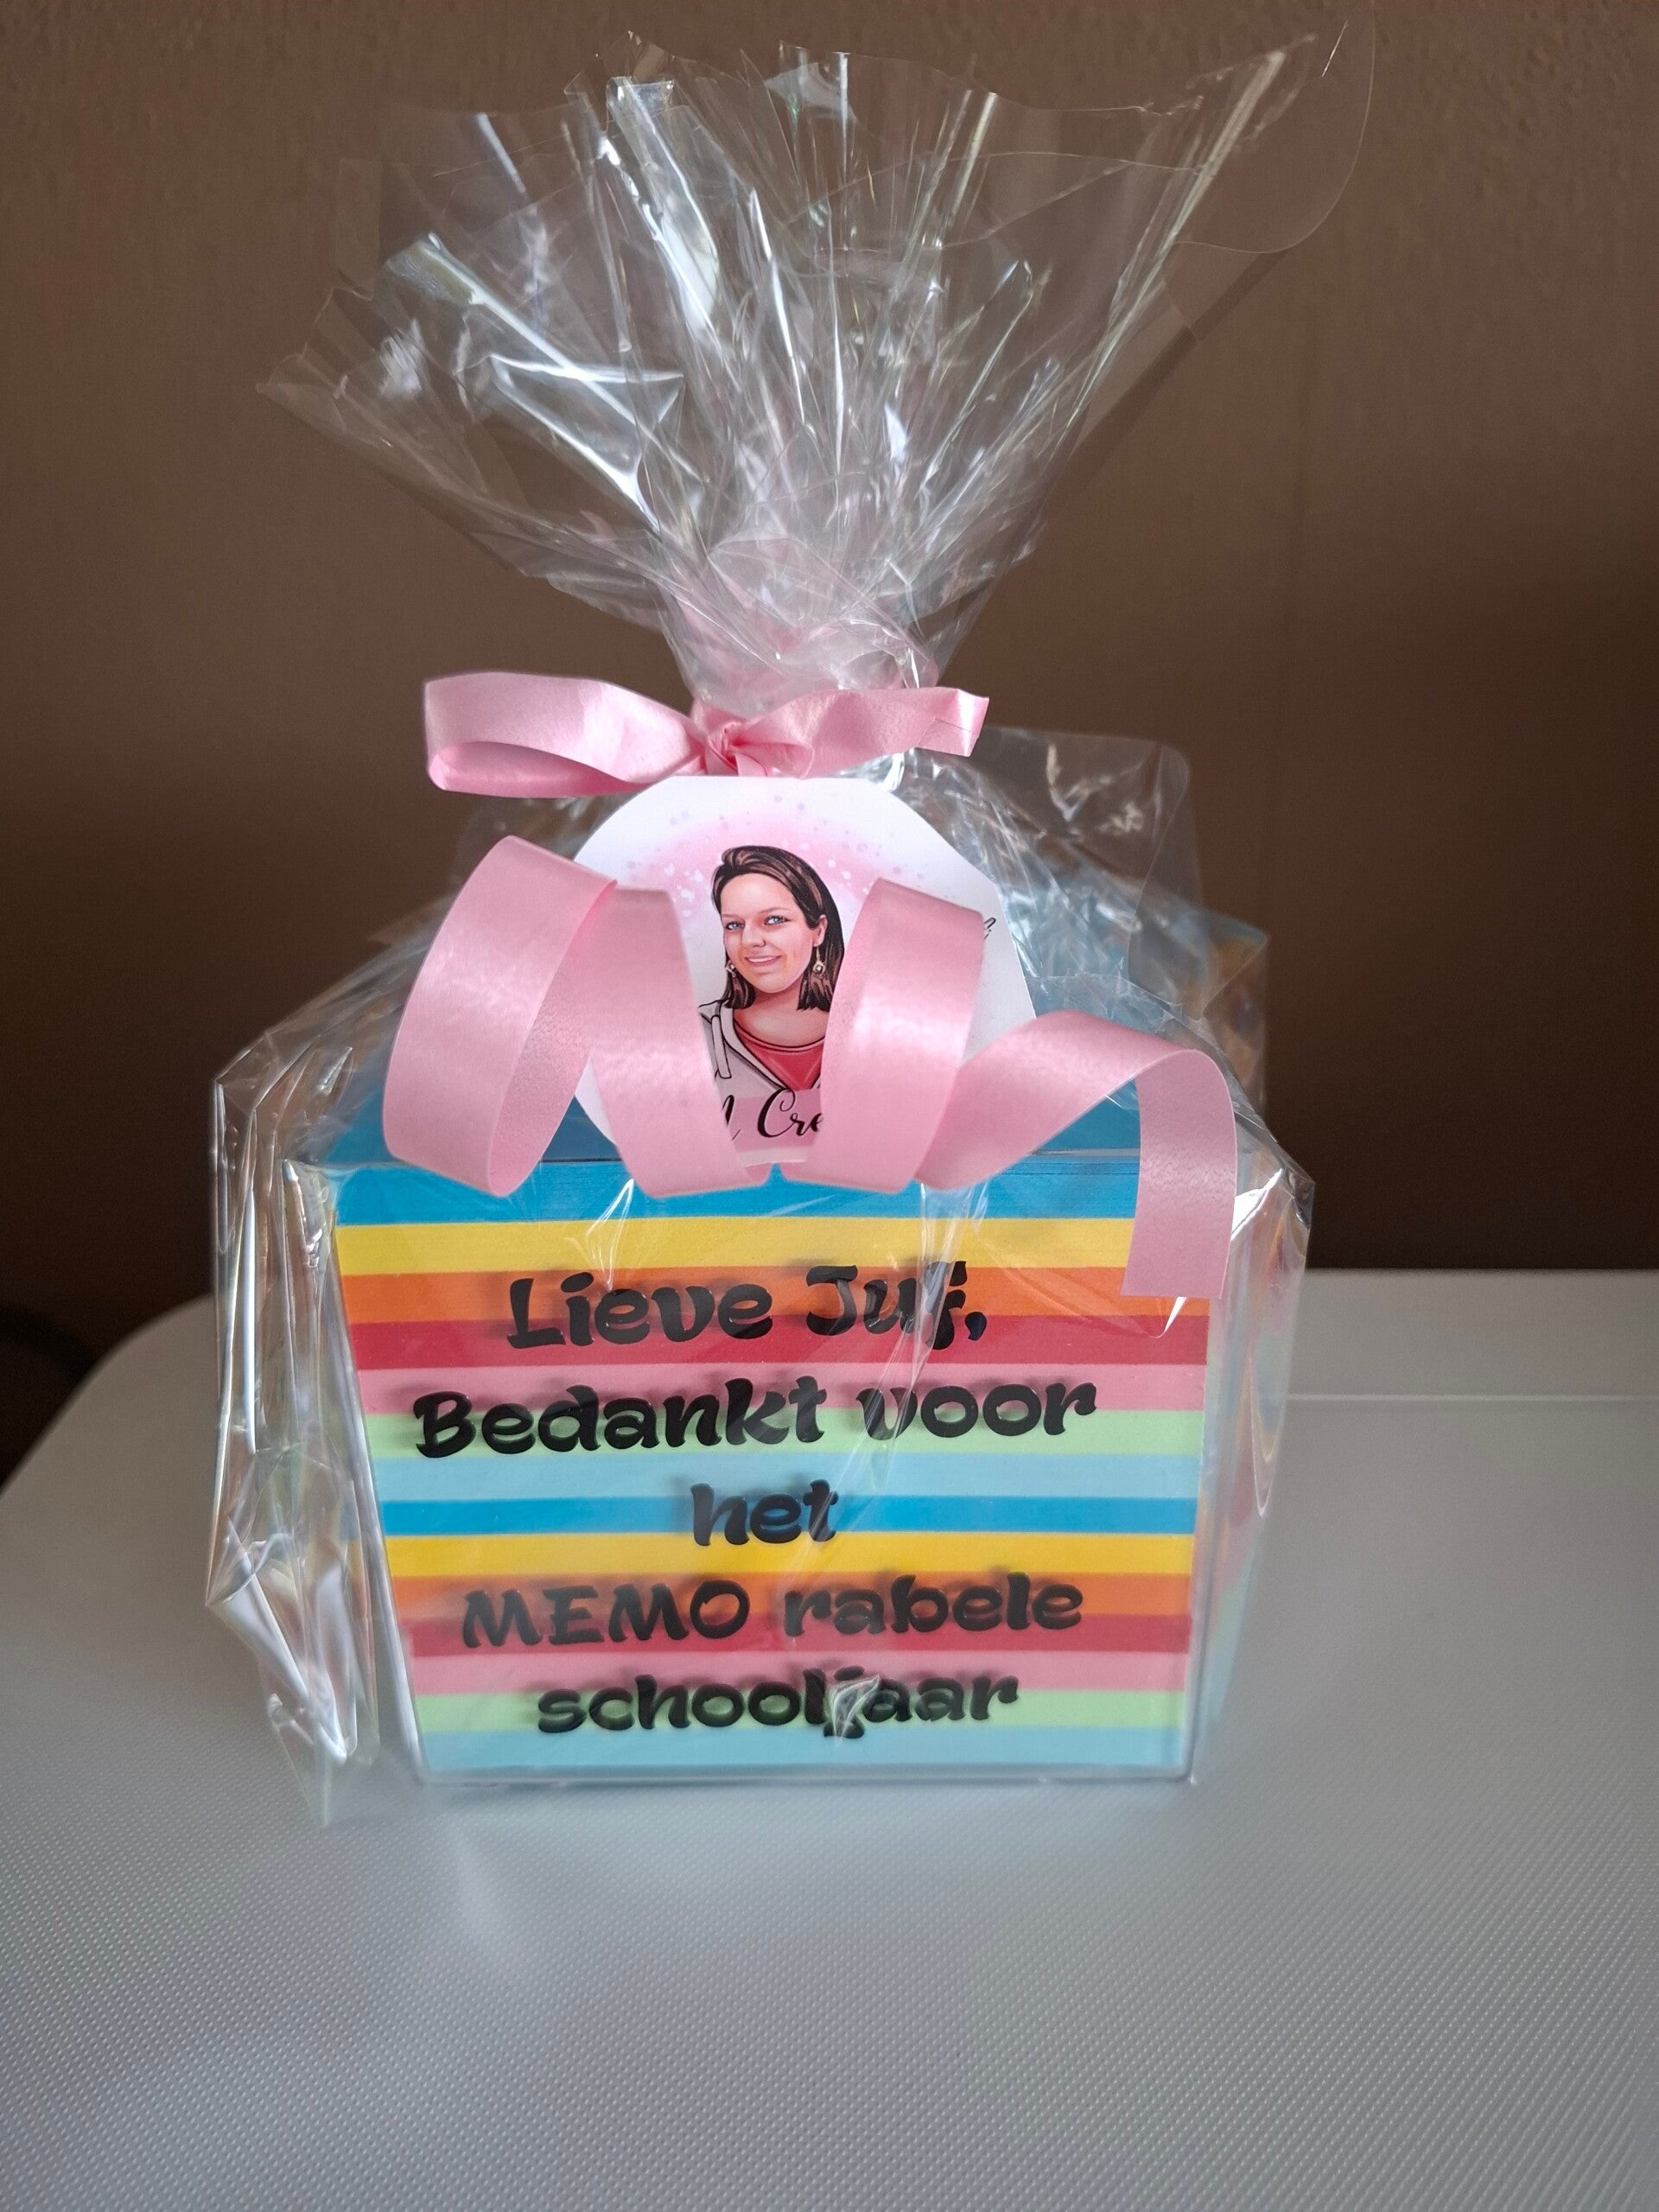 Lieve Juf,
Bedankt voor
het
MEMO rabele
schooljaar